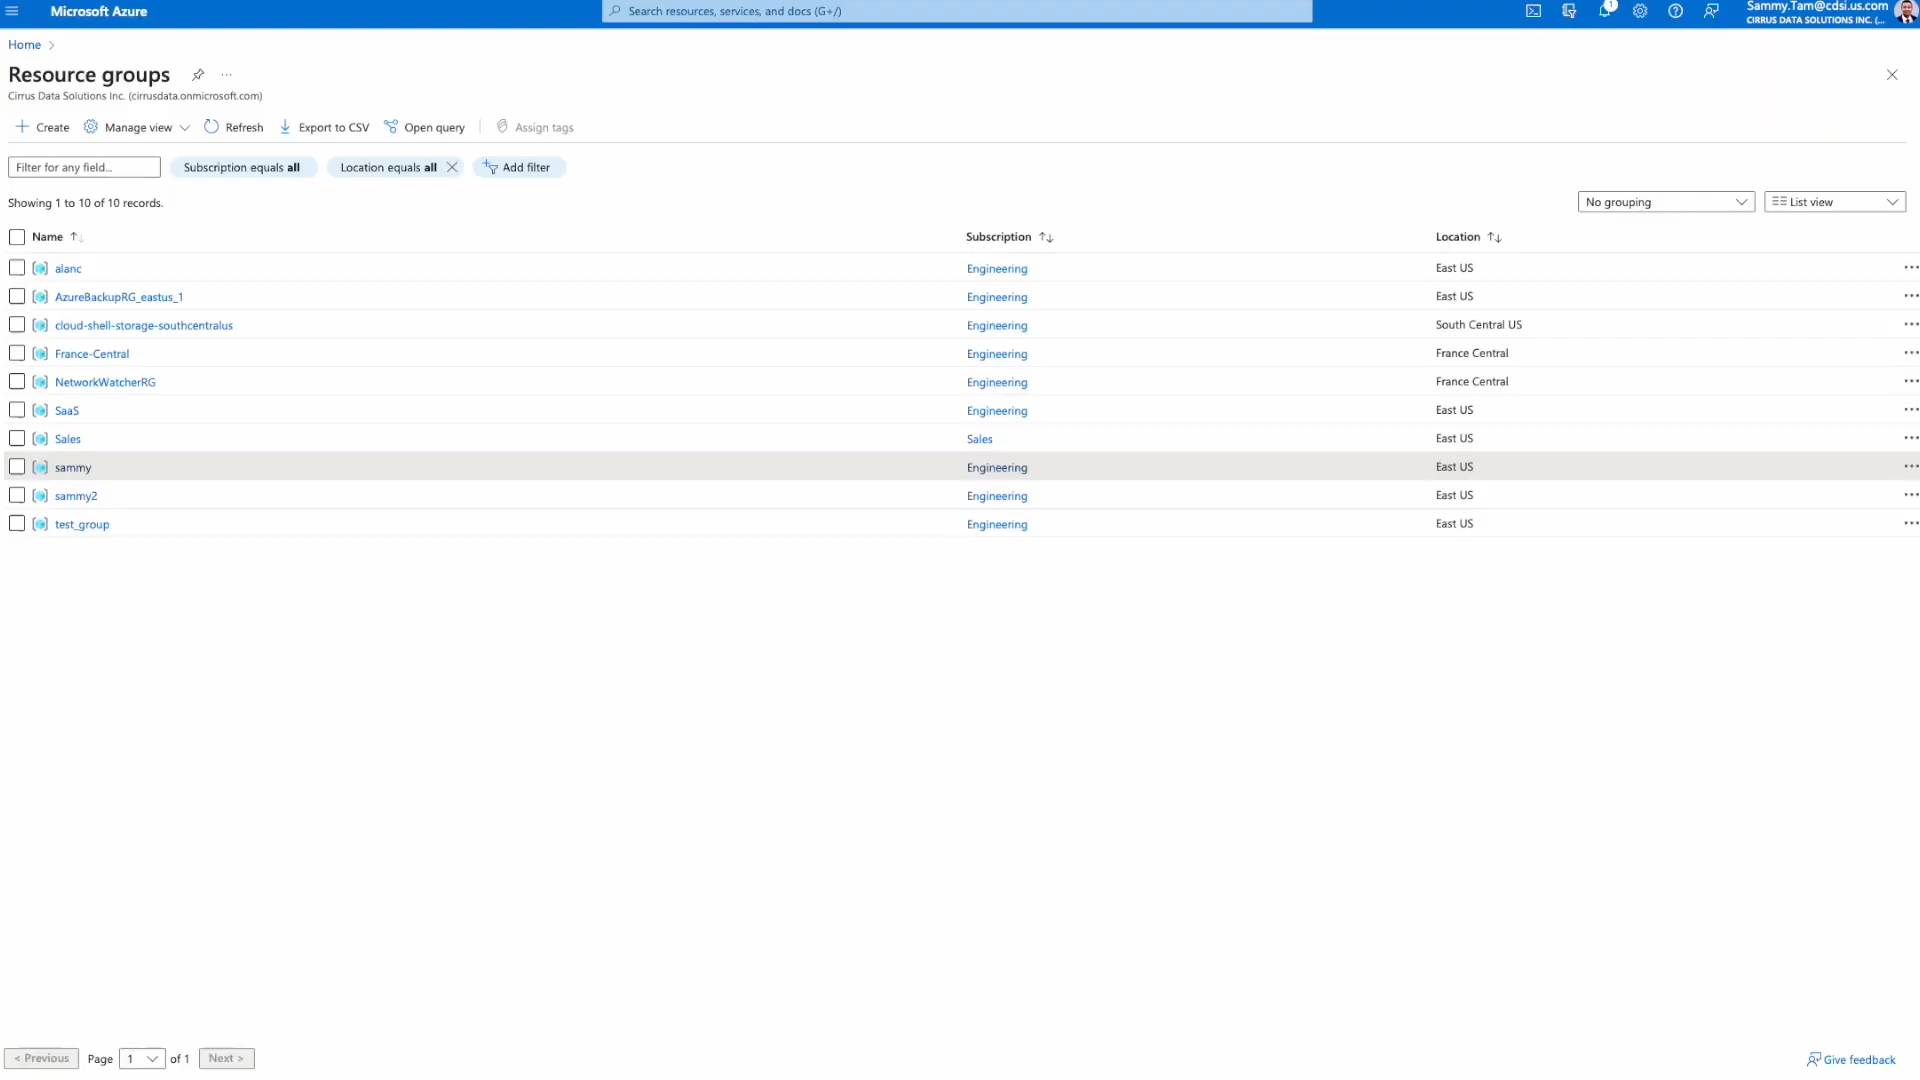 Microsoft Azure
Search resources, services, and docs (G+/)
1
Sammy.Tam@cdsi.us.com
CIRRUS DATA SOLUTIONS INC. (...
Home
Resource groups
Cirrus Data Solutions Inc. (cirrusdata.onmicrosoft.com)
Create Manage view Refresh Export to CSV Open query Assign tags
Filter for any field... Subscription equals all Location equals all Add filter
Showing 1 to 10 of 10 records. No grouping List view
Name Subscription Location
alanc Engineering East US
AzureBackupRG_eastus_1 Engineering East US
cloud-shell-storage-southcentralus Engineering South Central US
France-Central Engineering France Central
NetworkWatcherRG Engineering France Central
SaaS Engineering East US
Sales Sales East US
sammy Engineering East US
sammy2 Engineering East US
test_group Engineering East US
< Previous Page 1 of 1 Next > Give feedback